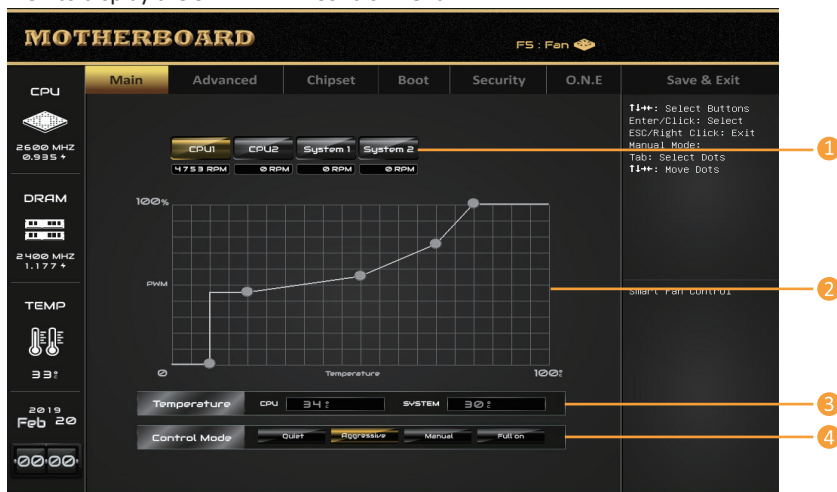 MOTHERBOARD
F5 : Fan
Main Advanced Chipset Boot Security O.N.E Save & Exit
CPU
2600 MHZ
0.935
DRAM
2400 MHZ
1.177
TEMP
33
2019
Feb 20
00:00
CPU1 CPU2 System 1 System 2
4753 RPM 0 RPM 0 RPM 0 RPM
100%
PWM
0 Temperature 100
Temperature CPU 34 SYSTEM 30
Control Mode Quiet Aggressive Manual Full on
↑↓→←: Select Buttons
Enter/Click: Select
ESC/Right Click: Exit
Manual Mode:
Tab: Select Dots
↑↓→←: Move Dots
Smart Fan Control
1
2
3
4